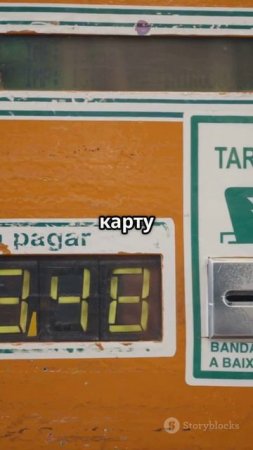 TAR
карту
a pagar
3,48
BANDA
A BAIX
Storyblocks